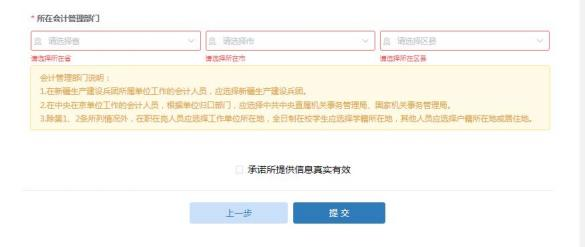 * 所在会计管理部门
请选择省 请选择市 请选择区县
请选择所在省 请选择所在市 请选择所在区县
会计管理部门说明：
1.在新疆生产建设兵团所属单位工作的会计人员，应选择新疆生产建设兵团。
2.在中央在京单位工作的会计人员，根据单位归口部门，应选择中共中央直属机关事务管理局、国家机关事务管理局。
3.除第1、2条所列情况外，在职在岗人员应选择工作单位所在地，全日制在校学生应选择学籍所在地，其他人员应选择户籍所在地或居住地。
承诺所提供信息真实有效
上一步 提交